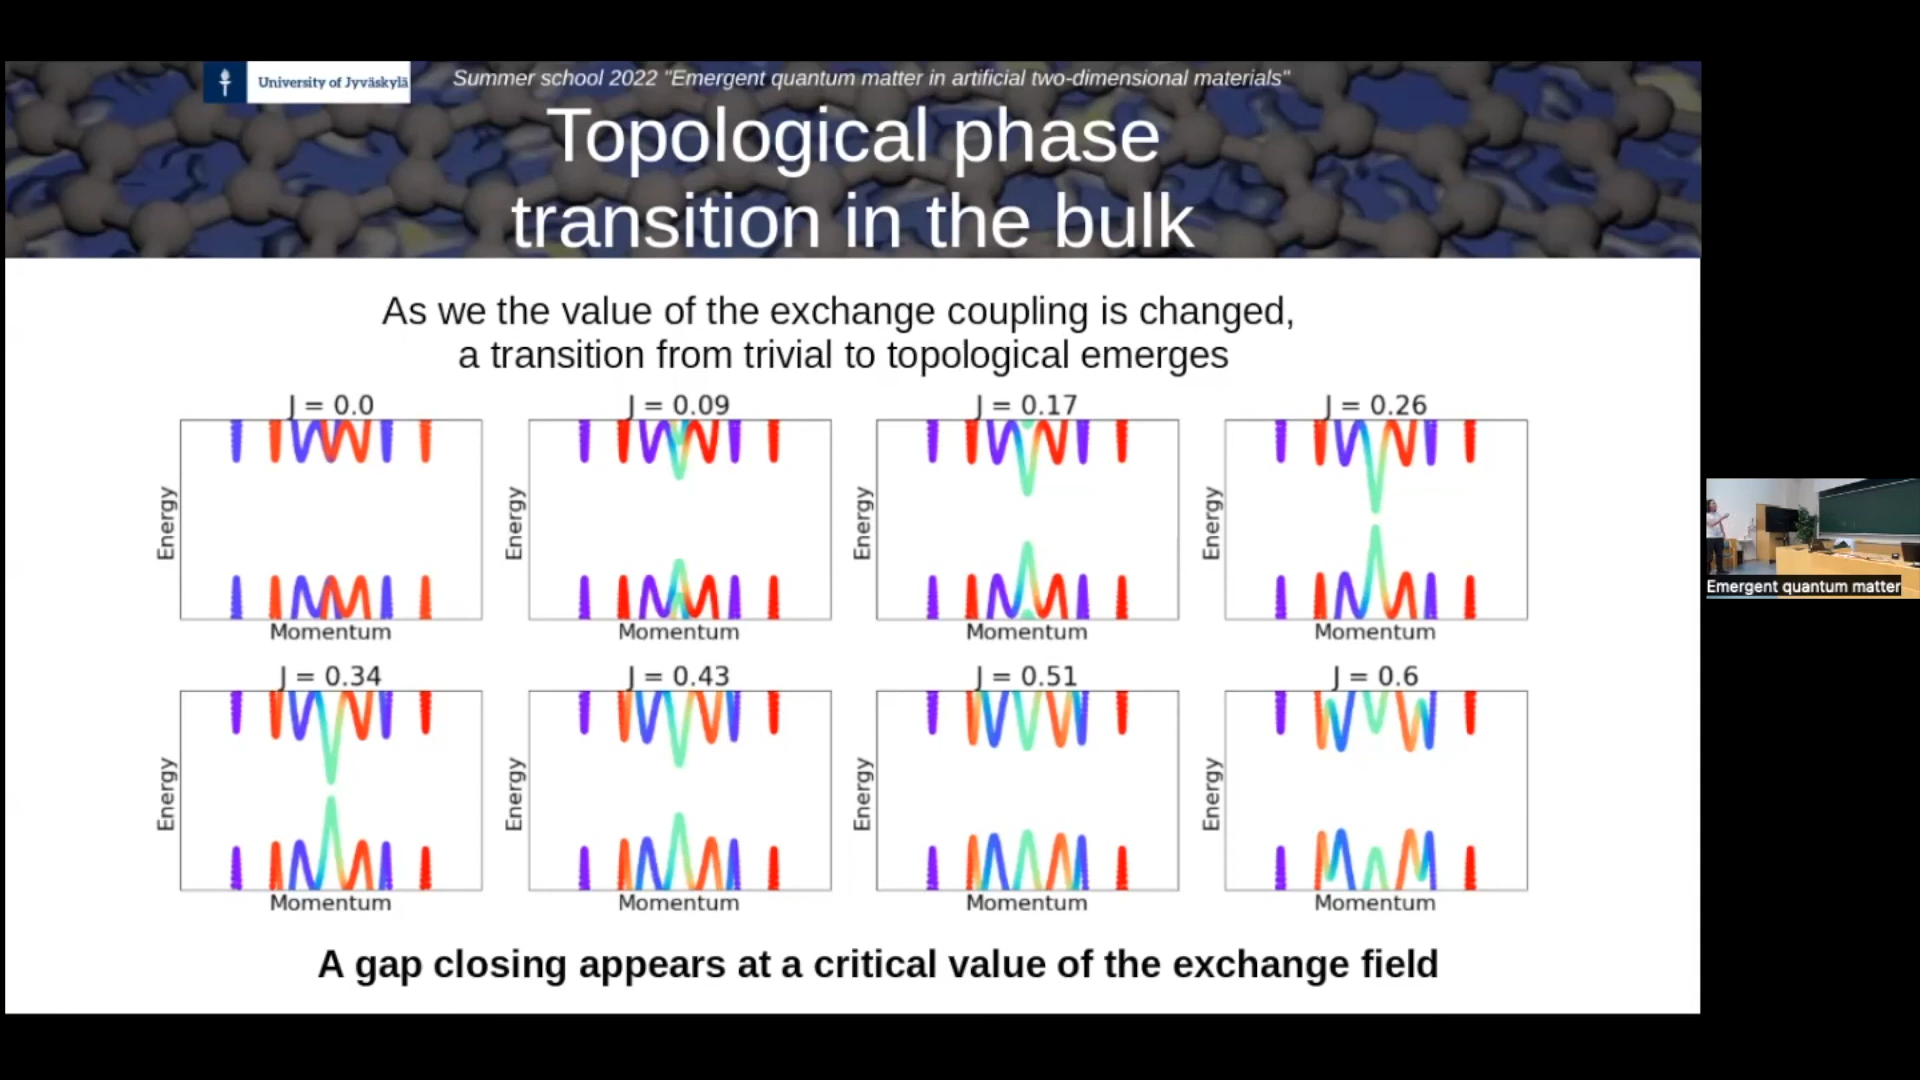 University of Jyväskylä
Summer school 2022 "Emergent quantum matter in artificial two-dimensional materials"
Topological phase
transition in the bulk
As we the value of the exchange coupling is changed,
a transition from trivial to topological emerges
J = 0.0
J = 0.09
J = 0.17
J = 0.26
Energy
Energy
Energy
Energy
Momentum
Momentum
Momentum
Momentum
J = 0.34
J = 0.43
J = 0.51
J = 0.6
Energy
Energy
Energy
Energy
Momentum
Momentum
Momentum
Momentum
Emergent quantum matter
A gap closing appears at a critical value of the exchange field